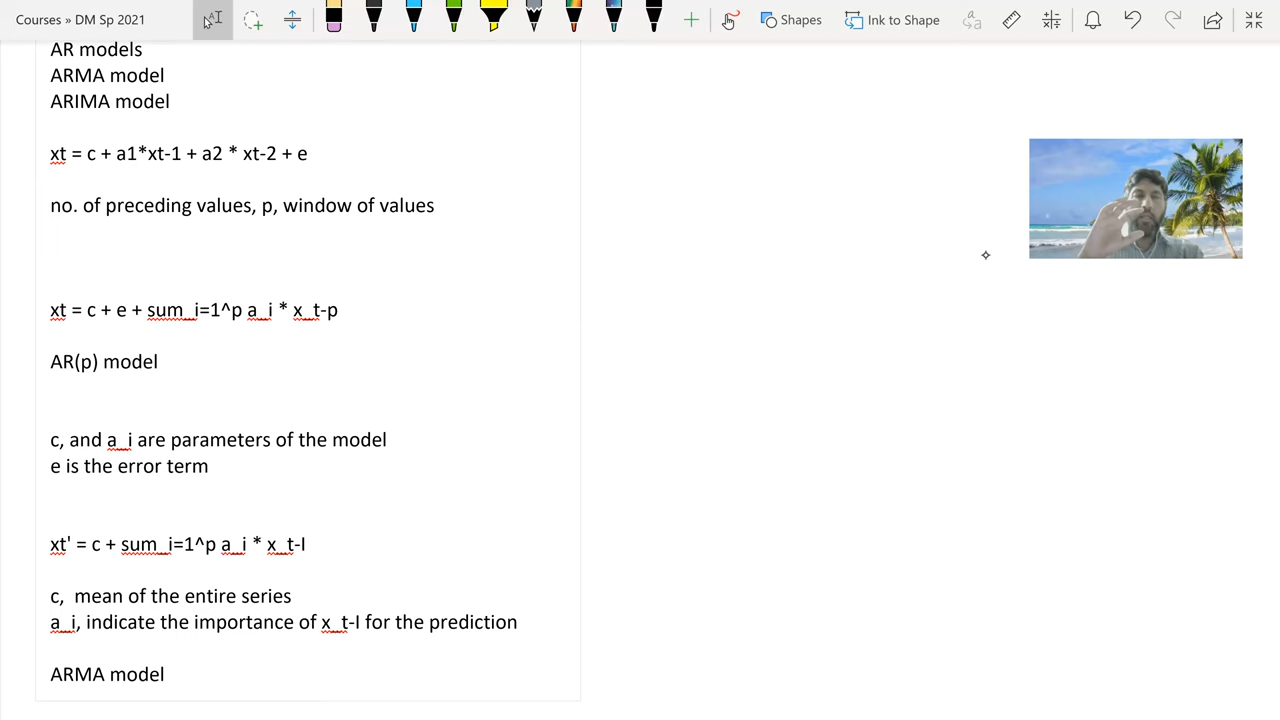 Courses » DM Sp 2021
Shapes
Ink to Shape
AR models
ARMA model
ARIMA model
xt = c + a1*xt-1 + a2 * xt-2 + e
no. of preceding values, p, window of values
xt = c + e + sum_i=1^p a_i * x_t-p
AR(p) model
c, and a_i are parameters of the model
e is the error term
xt' = c + sum_i=1^p a_i * x_t-I
c,  mean of the entire series
a_i, indicate the importance of x_t-I for the prediction
ARMA model